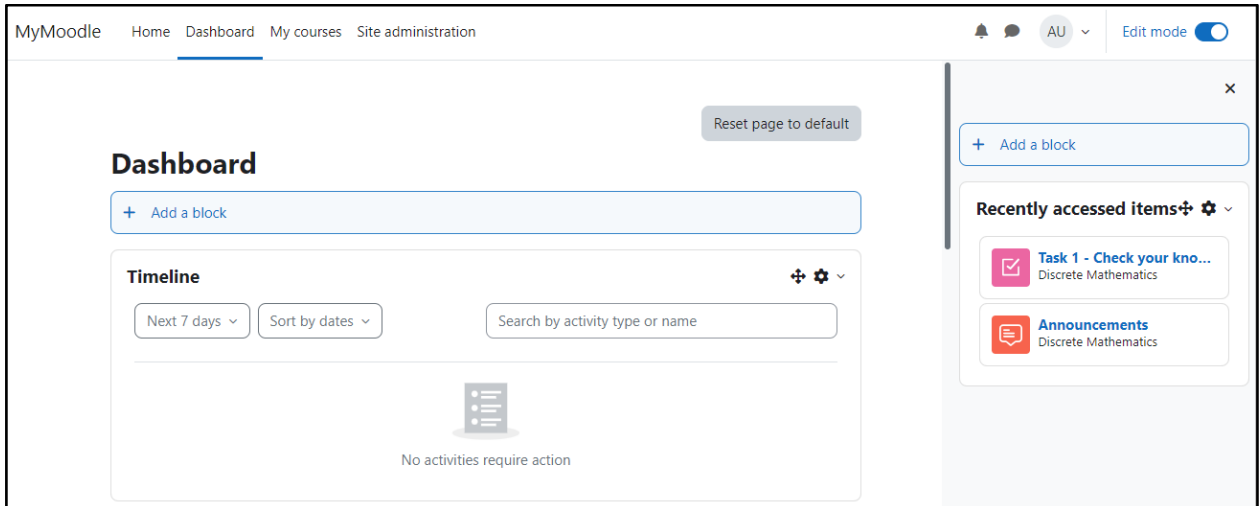 MyMoodle Home Dashboard My courses Site administration AU Edit mode
Reset page to default
Dashboard
+ Add a block
Timeline
Next 7 days Sort by dates Search by activity type or name
No activities require action
+ Add a block
Recently accessed items
Task 1 - Check your kno...
Discrete Mathematics
Announcements
Discrete Mathematics